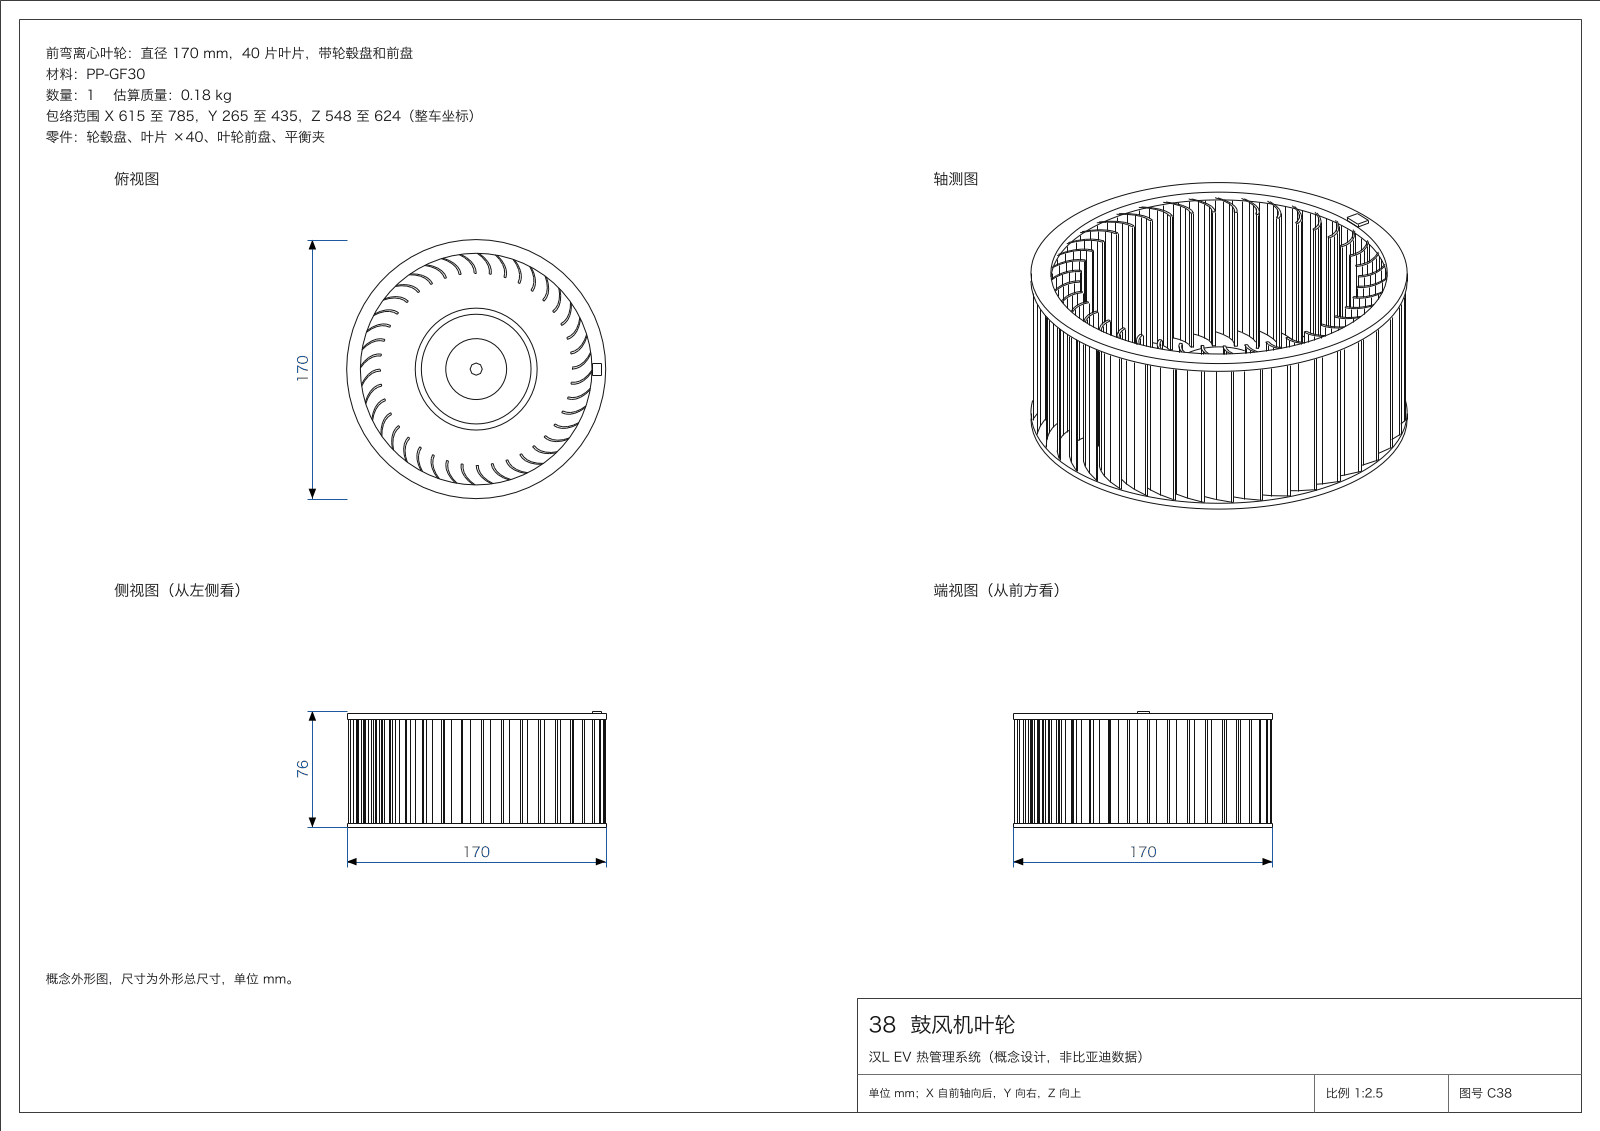 前弯离心叶轮：直径 170 mm，40 片叶片，带轮毂盘和前盘
材料：PP-GF30
数量：1 估算质量：0.18 kg
包络范围 X 615 至 785，Y 265 至 435，Z 548 至 624（整车坐标）
零件：轮毂盘、叶片 ×40、叶轮前盘、平衡夹
俯视图
轴测图
170
侧视图（从左侧看）
端视图（从前方看）
76
170
170
概念外形图，尺寸为外形总尺寸，单位 mm。
38 鼓风机叶轮
汉L EV 热管理系统（概念设计，非比亚迪数据）
单位 mm；X 自前轴向后，Y 向右，Z 向上
比例 1:2.5
图号 C38